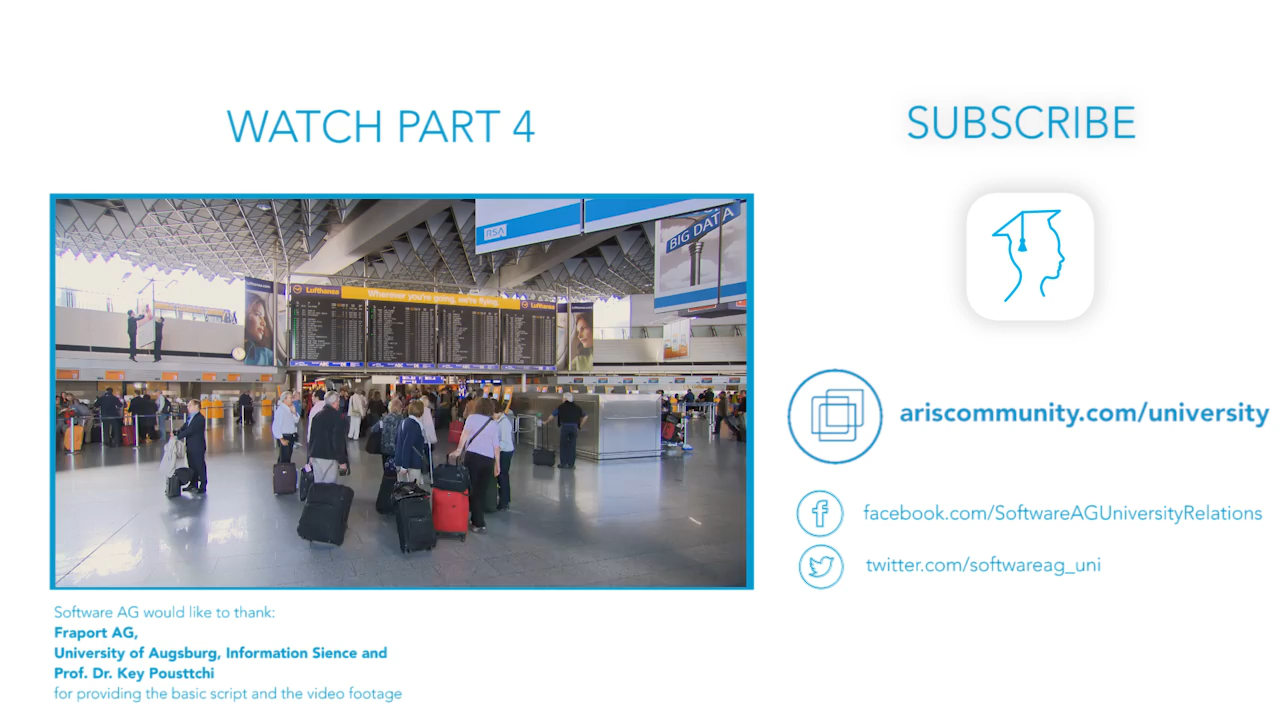 WATCH PART 4
SUBSCRIBE
RSA
BIG DATA
Lufthansa
Wherever you're going, we're flying.
Lufthansa
ariscommunity.com/university
facebook.com/SoftwareAGUniversityRelations
twitter.com/softwareag_uni
Software AG would like to thank:
Fraport AG,
University of Augsburg, Information Sience and
Prof. Dr. Key Pousttchi
for providing the basic script and the video footage